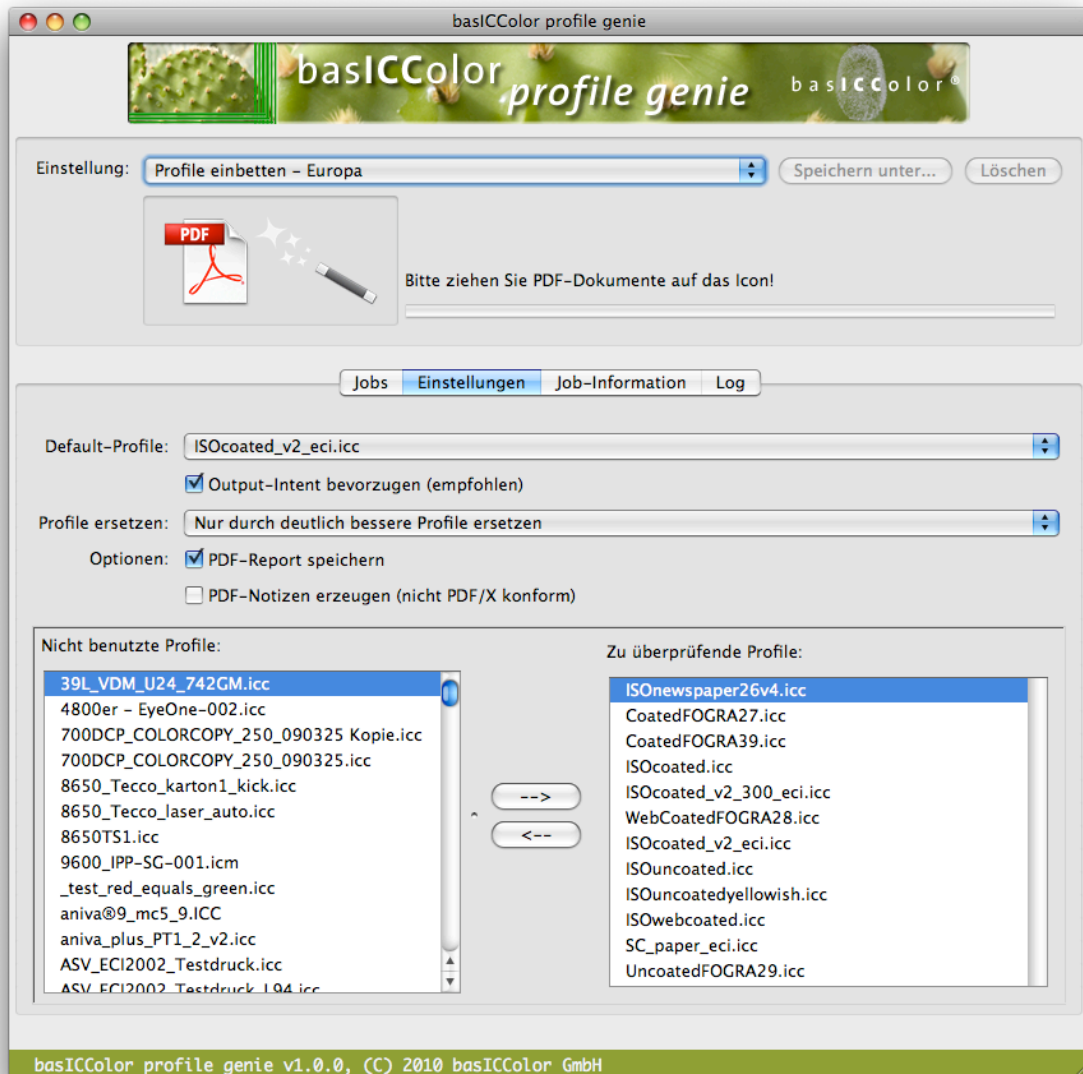 basICColor profile genie
basICColor profile genie basICColor®
Einstellung: Profile einbetten – Europa Speichern unter... Löschen
PDF
Bitte ziehen Sie PDF-Dokumente auf das Icon!
Jobs Einstellungen Job-Information Log
Default-Profile: ISOcoated_v2_eci.icc
Output-Intent bevorzugen (empfohlen)
Profile ersetzen: Nur durch deutlich bessere Profile ersetzen
Optionen: PDF-Report speichern
PDF-Notizen erzeugen (nicht PDF/X konform)
Nicht benutzte Profile:
39L_VDM_U24_742GM.icc
4800er – EyeOne-002.icc
700DCP_COLORCOPY_250_090325 Kopie.icc
700DCP_COLORCOPY_250_090325.icc
8650_Tecco_karton1_kick.icc
8650_Tecco_laser_auto.icc
8650TS1.icc
9600_IPP-SG-001.icm
_test_red_equals_green.icc
aniva®9_mc5_9.ICC
aniva_plus_PT1_2_v2.icc
ASV_ECI2002_Testdruck.icc
ASV_ECI2002_Testdruck_L94.icc
-->
<--
Zu überprüfende Profile:
ISOnewspaper26v4.icc
CoatedFOGRA27.icc
CoatedFOGRA39.icc
ISOcoated.icc
ISOcoated_v2_300_eci.icc
WebCoatedFOGRA28.icc
ISOcoated_v2_eci.icc
ISOuncoated.icc
ISOuncoatedyellowish.icc
ISOwebcoated.icc
SC_paper_eci.icc
UncoatedFOGRA29.icc
basICColor profile genie v1.0.0, (C) 2010 basICColor GmbH